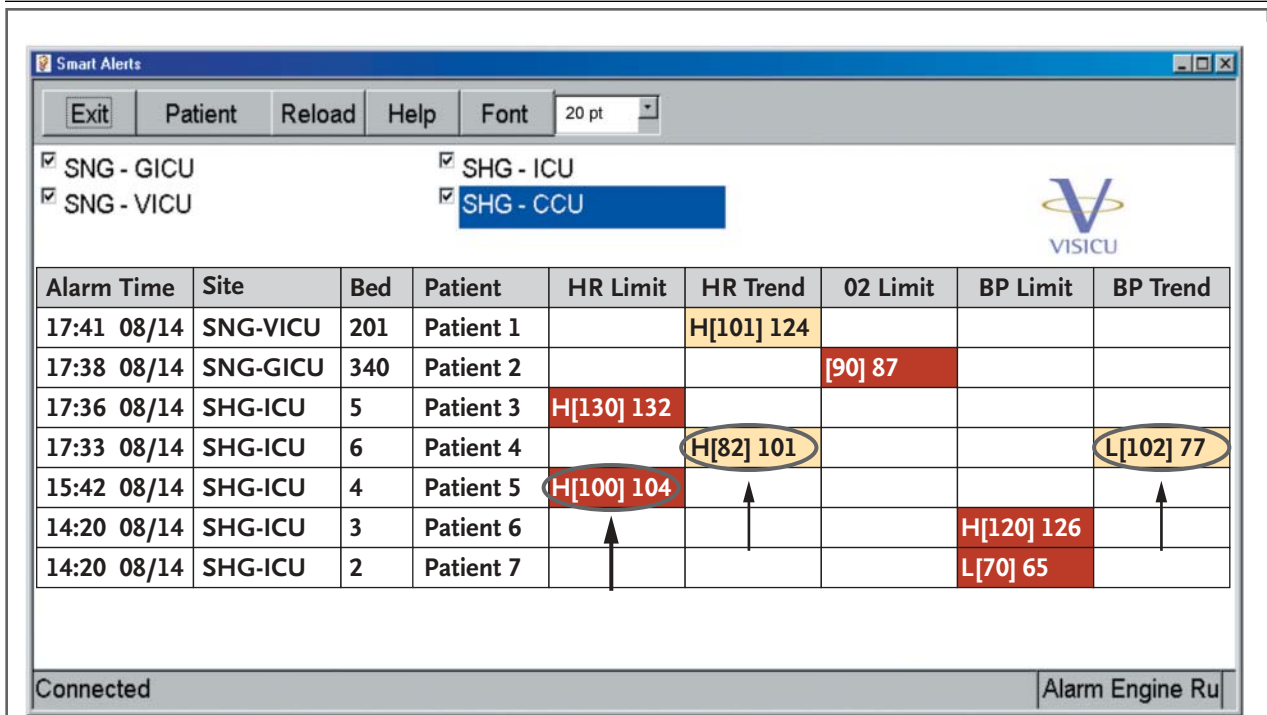 Smart Alerts
Exit Patient Reload Help Font 20 pt
SNG - GICU SHG - ICU
SNG - VICU SHG - CCU
VISICU
Alarm Time Site Bed Patient HR Limit HR Trend 02 Limit BP Limit BP Trend
17:41 08/14 SNG-VICU 201 Patient 1 H[101] 124
17:38 08/14 SNG-GICU 340 Patient 2 [90] 87
17:36 08/14 SHG-ICU 5 Patient 3 H[130] 132
17:33 08/14 SHG-ICU 6 Patient 4 H[82] 101 L[102] 77
15:42 08/14 SHG-ICU 4 Patient 5 H[100] 104
14:20 08/14 SHG-ICU 3 Patient 6 H[120] 126
14:20 08/14 SHG-ICU 2 Patient 7 L[70] 65
Connected Alarm Engine Ru